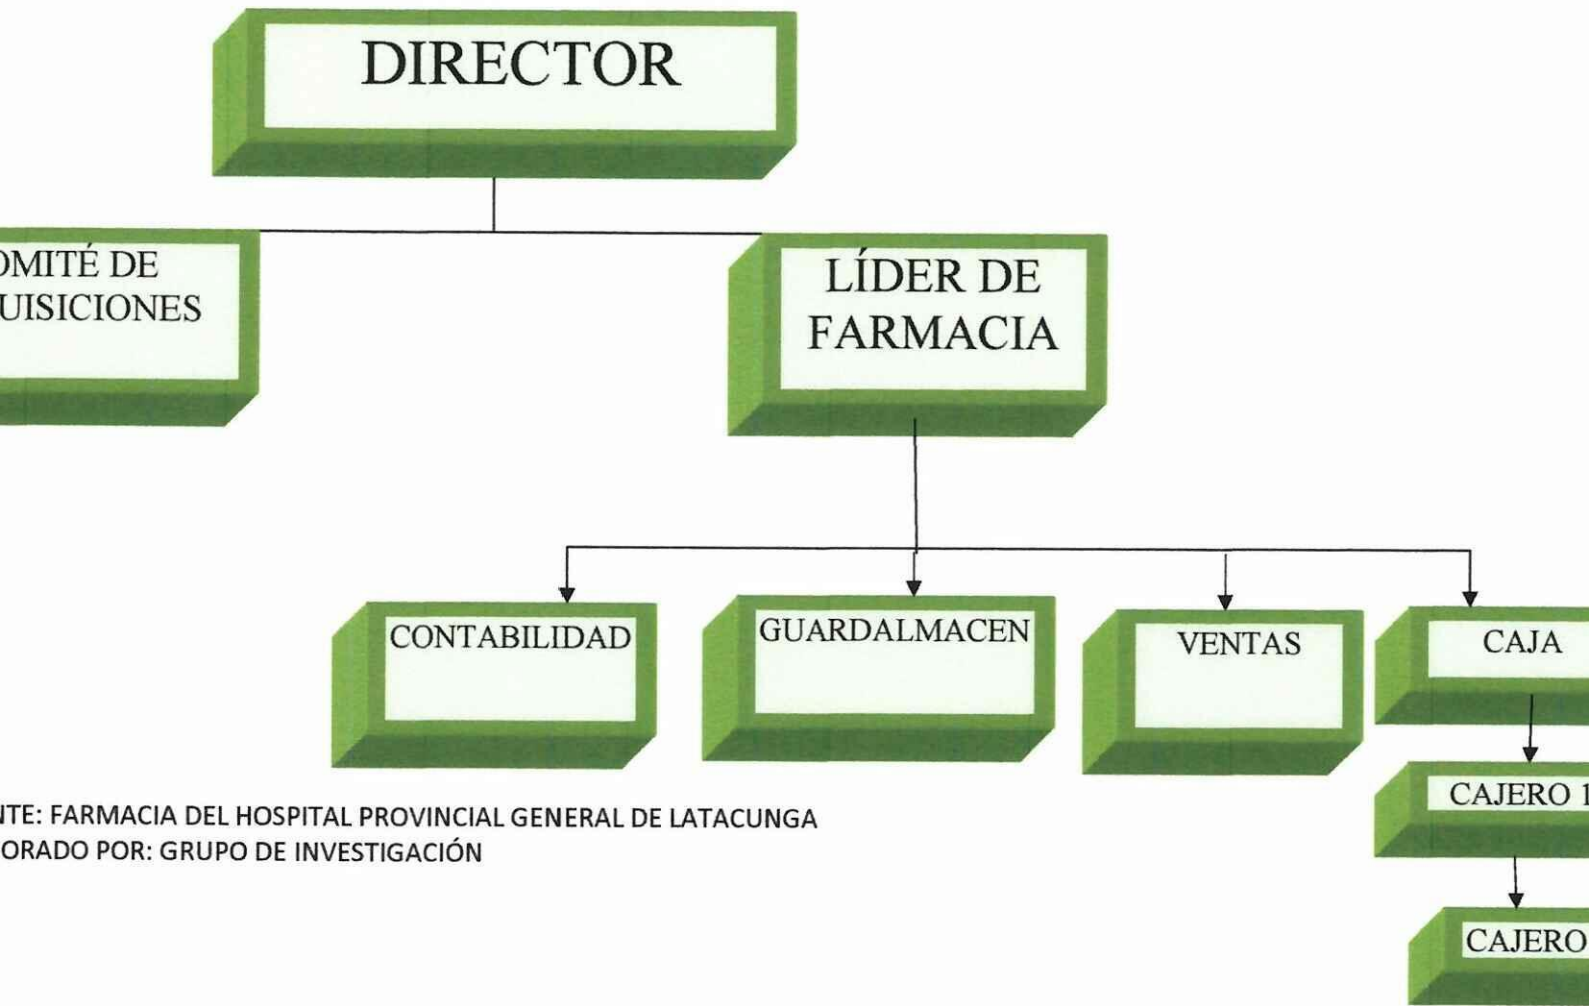 DIRECTOR
OMITÉ DE
UISICIONES
LÍDER DE
FARMACIA
CONTABILIDAD
GUARDALMACEN
VENTAS
CAJA
CAJERO 1
CAJERO
NTE: FARMACIA DEL HOSPITAL PROVINCIAL GENERAL DE LATACUNGA
ORADO POR: GRUPO DE INVESTIGACIÓN